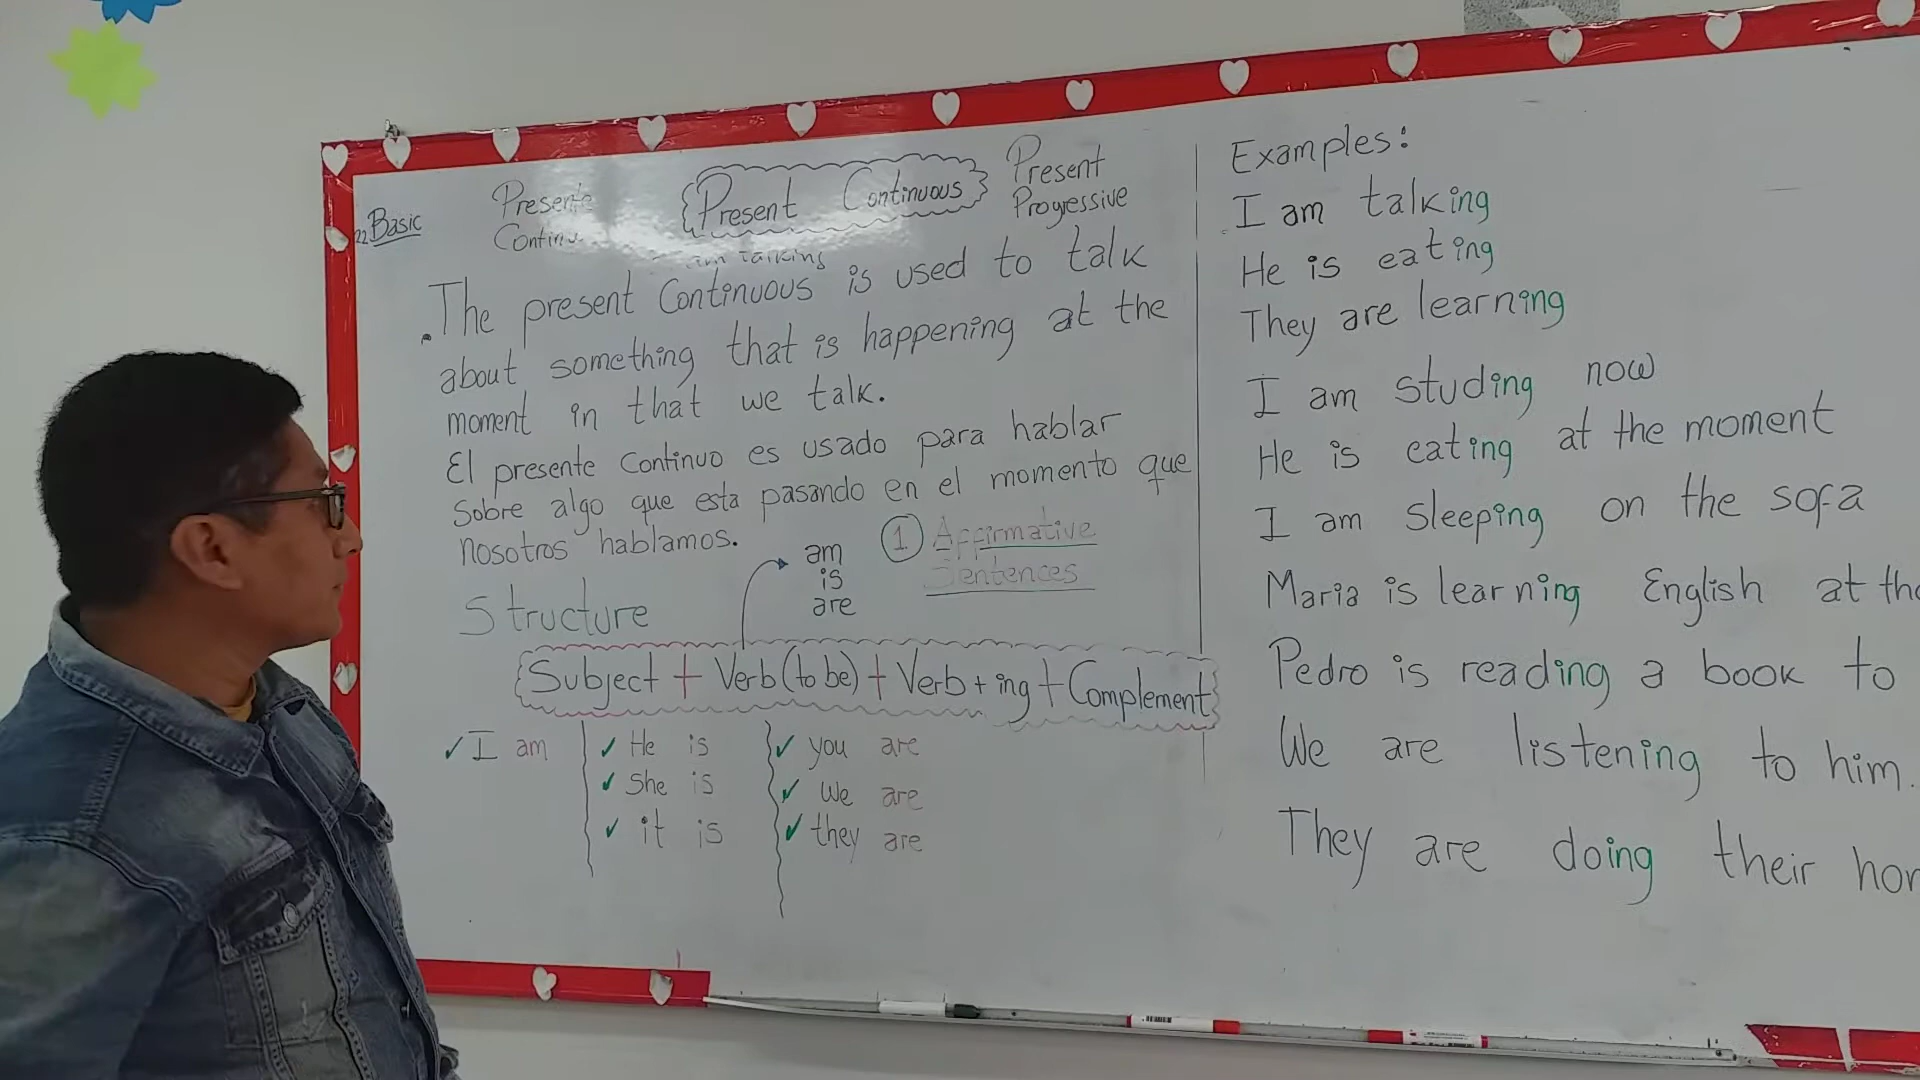 Basic
Presente
Continu
Present Continuous
Present
Progressive
am talking
The present continuous is used to talk
about something that is happening at the
moment in that we talk.
El presente continuo es usado para hablar
sobre algo que esta pasando en el momento que
nosotros hablamos.
1 Affirmative
Sentences
am
is
are
Structure
Subject + Verb (to be) + Verb + ing + Complement
I am
He is
She is
it is
you are
We are
they are
Examples:
I am talking
He is eating
They are learning
I am studing now
He is eating at the moment
I am sleeping on the sofa
Maria is learning English at the
Pedro is reading a book to
We are listening to him.
They are doing their